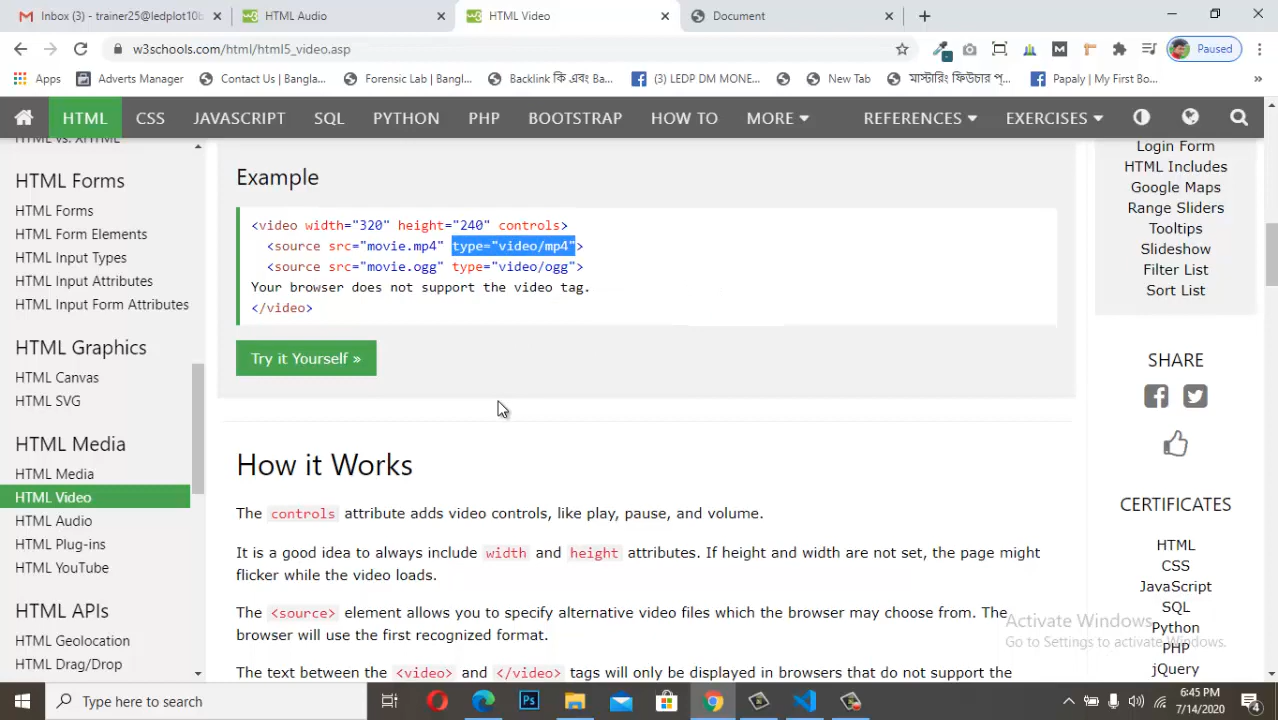 Inbox (3) - trainer25@ledplot10b
HTML Audio
HTML Video
Document
w3schools.com/html/html5_video.asp
Paused
Apps
Adverts Manager
Contact Us | Bangla...
Forensic Lab | Bangl...
Backlink কি এবং Ba...
(3) LEDP DM MONE...
New Tab
মাস্টারিং ফিউচার প্...
Papaly | My First Bo...
»
HTML
CSS
JAVASCRIPT
SQL
PYTHON
PHP
BOOTSTRAP
HOW TO
MORE
REFERENCES
EXERCISES
HTML vs. XHTML
HTML Forms
HTML Forms
HTML Form Elements
HTML Input Types
HTML Input Attributes
HTML Input Form Attributes
HTML Graphics
HTML Canvas
HTML SVG
HTML Media
HTML Media
HTML Video
HTML Audio
HTML Plug-ins
HTML YouTube
HTML APIs
HTML Geolocation
HTML Drag/Drop
Example
<video width="320" height="240" controls>
<source src="movie.mp4" type="video/mp4">
<source src="movie.ogg" type="video/ogg">
Your browser does not support the video tag.
</video>
Try it Yourself »
How it Works
The controls attribute adds video controls, like play, pause, and volume.
It is a good idea to always include width and height attributes. If height and width are not set, the page might
flicker while the video loads.
The <source> element allows you to specify alternative video files which the browser may choose from. The
browser will use the first recognized format.
The text between the <video> and </video> tags will only be displayed in browsers that do not support the
Login Form
HTML Includes
Google Maps
Range Sliders
Tooltips
Slideshow
Filter List
Sort List
SHARE
CERTIFICATES
HTML
CSS
JavaScript
SQL
Python
PHP
jQuery
Activate Windows
Go to Settings to activate Windows.
Type here to search
6:45 PM
7/14/2020
4